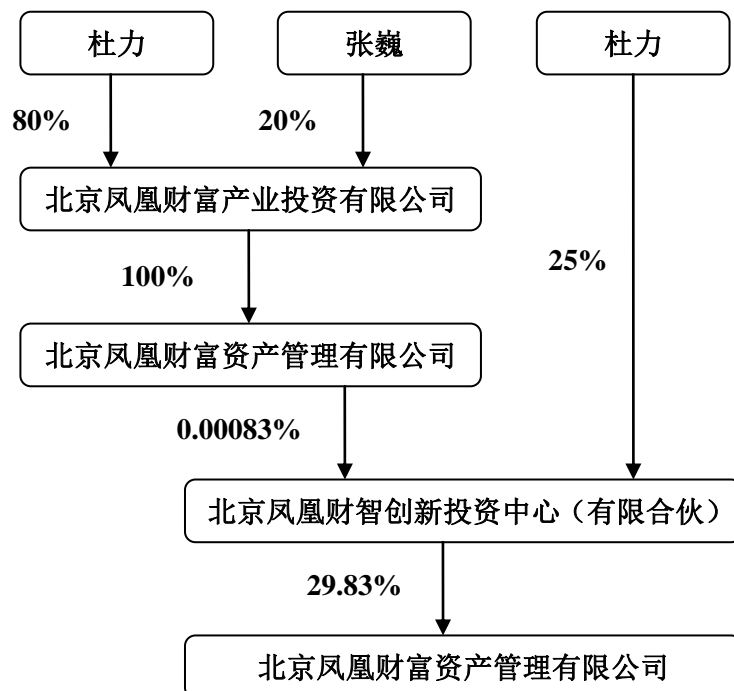 杜力
张巍
杜力
80%
20%
北京凤凰财富产业投资有限公司
25%
100%
北京凤凰财富资产管理有限公司
0.00083%
北京凤凰财智创新投资中心（有限合伙）
29.83%
北京凤凰财富资产管理有限公司